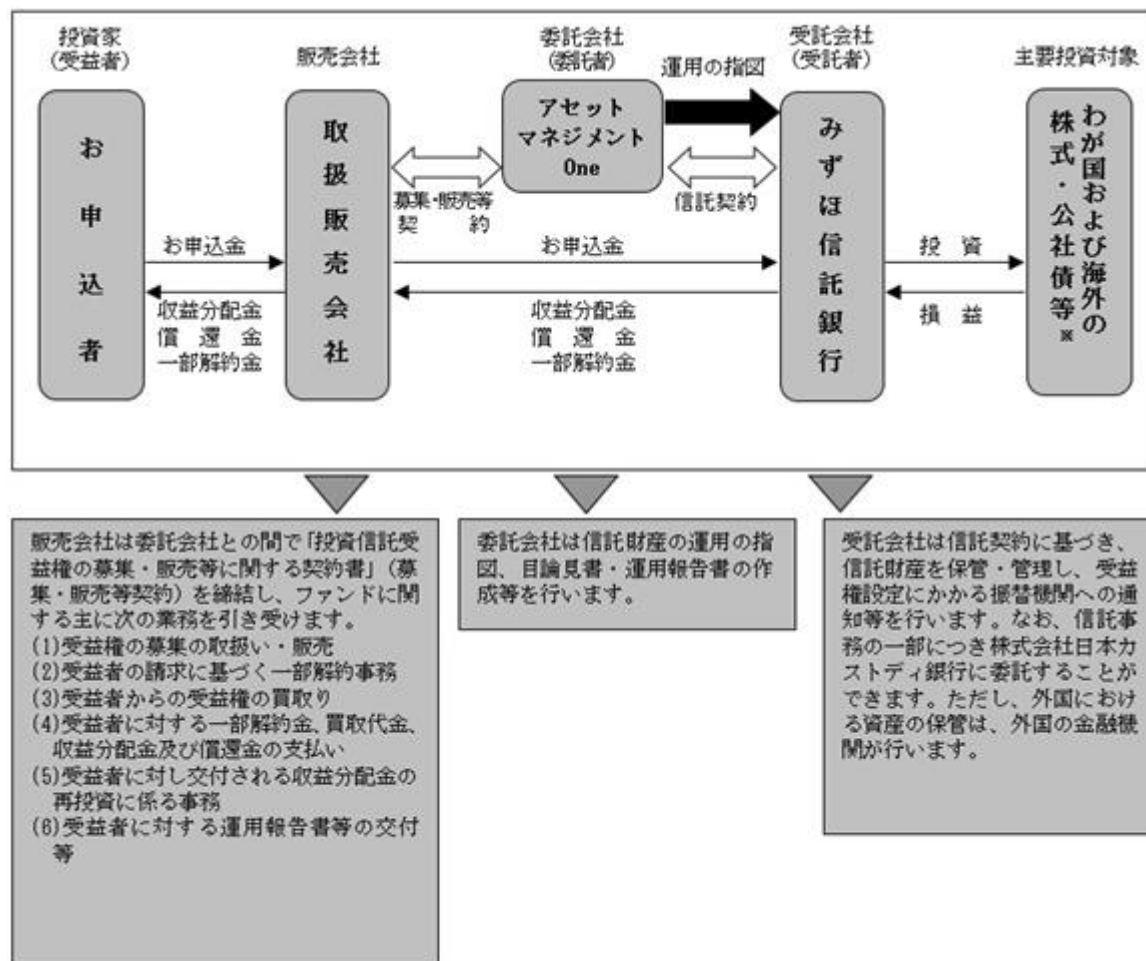 投資家
(受益者)
販売会社
委託会社
(委託者)
運用の指図
受託会社
(受託者)
主要投資対象
お申込者
取扱販売会社
アセット
マネジメント
One
みずほ信託銀行
わが国および海外の
株式・公社債等※
募集・販売等
契 約
信託契約
お申込金
収益分配金
償 還 金
一部解約金
お申込金
収益分配金
償 還 金
一部解約金
投 資
損 益
販売会社は委託会社との間で「投資信託受
益権の募集・販売等に関する契約書」(募
集・販売等契約)を締結し、ファンドに関
する主に次の業務を引き受けます。
(1)受益権の募集の取扱い・販売
(2)受益者の請求に基づく一部解約事務
(3)受益者からの受益権の買取り
(4)受益者に対する一部解約金、買取代金、
収益分配金及び償還金の支払い
(5)受益者に対し交付される収益分配金の
再投資に係る事務
(6)受益者に対する運用報告書等の交付
等
委託会社は信託財産の運用の指
図、目論見書・運用報告書の作
成等を行います。
受託会社は信託契約に基づき、
信託財産を保管・管理し、受益
権設定にかかる振替機関への通
知等を行います。なお、信託事
務の一部につき株式会社日本カ
ストディ銀行に委託することが
できます。ただし、外国におけ
る資産の保管は、外国の金融機
関が行います。